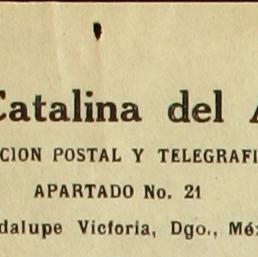 Catalina del A
CION POSTAL Y TELEGRAFI
APARTADO No. 21
dalupe Victoria, Dgo., Méx